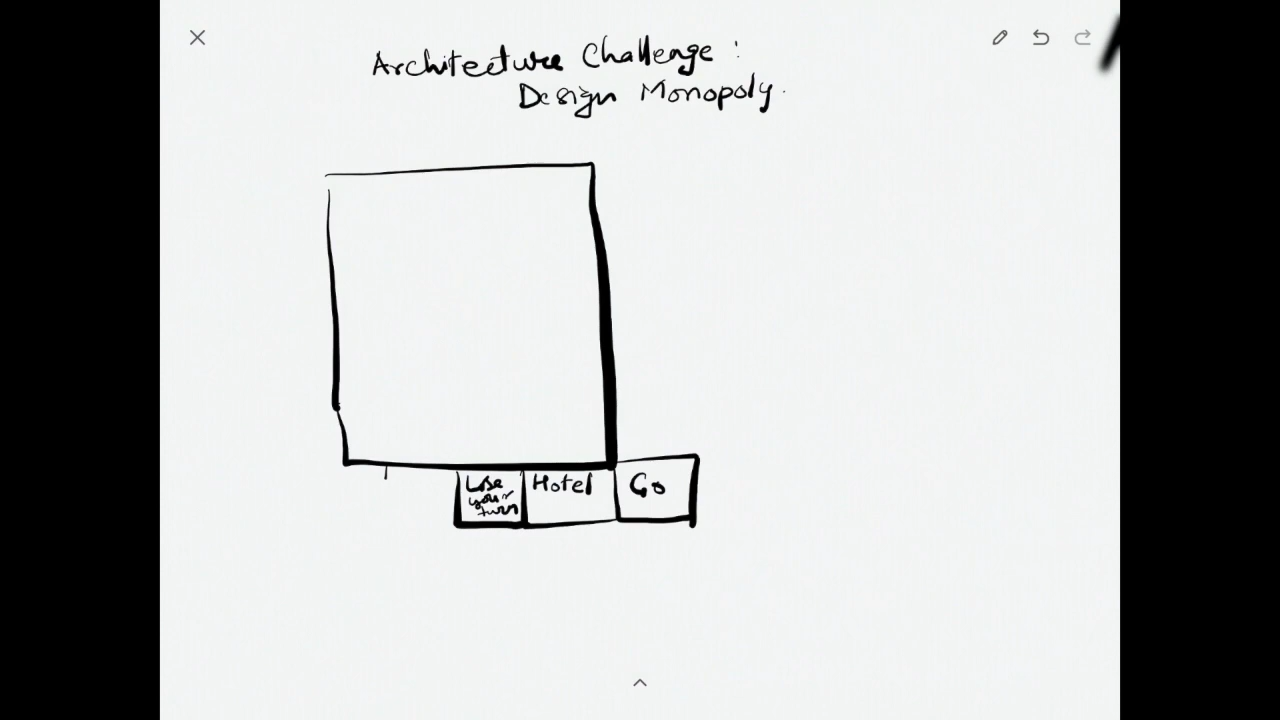 Architecture Challenge :
Design Monopoly.
Lose
your
turn
Hotel
Go